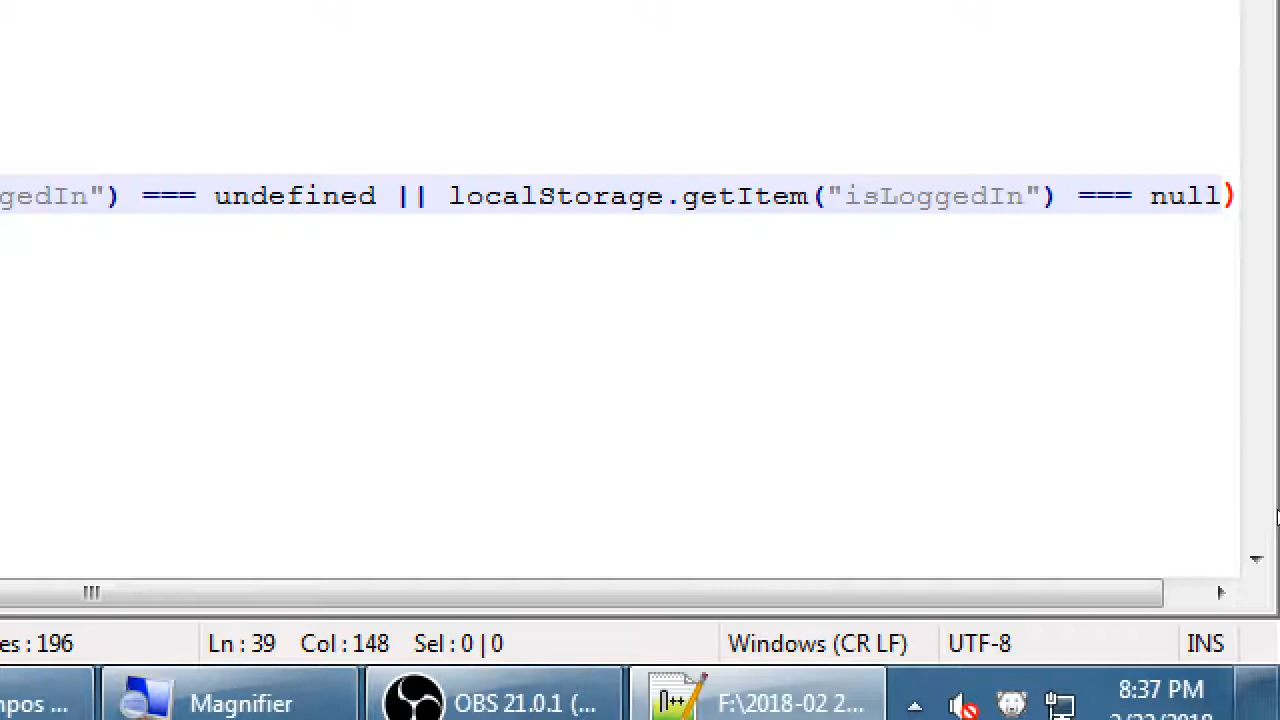 gedIn") === undefined || localStorage.getItem("isLoggedIn") === null)
es : 196 Ln : 39 Col : 148 Sel : 0 | 0 Windows (CR LF) UTF-8 INS
npos ... Magnifier OBS 21.0.1 (... F:\2018-02 2... 8:37 PM